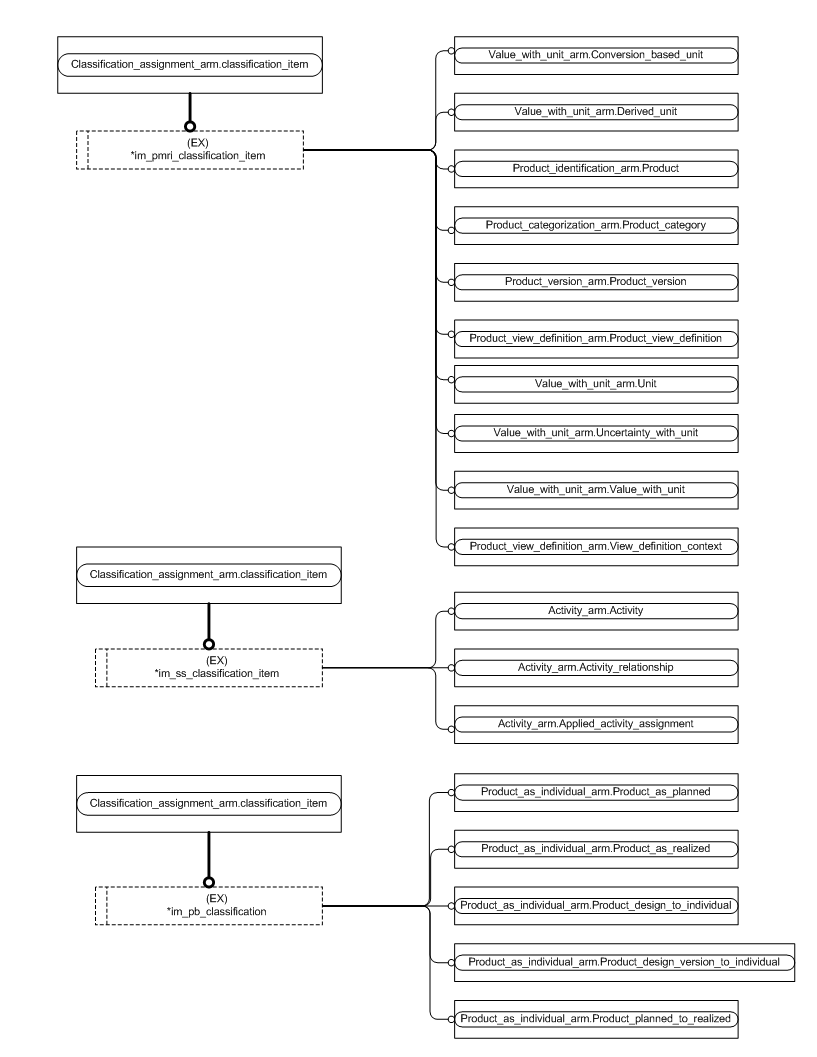 Classification_assignment_arm.classification_item
(EX)
*im_pmri_classification_item
Value_with_unit_arm.Conversion_based_unit
Value_with_unit_arm.Derived_unit
Product_identification_arm.Product
Product_categorization_arm.Product_category
Product_version_arm.Product_version
Product_view_definition_arm.Product_view_definition
Value_with_unit_arm.Unit
Value_with_unit_arm.Uncertainty_with_unit
Value_with_unit_arm.Value_with_unit
Product_view_definition_arm.View_definition_context
Classification_assignment_arm.classification_item
(EX)
*im_ss_classification_item
Activity_arm.Activity
Activity_arm.Activity_relationship
Activity_arm.Applied_activity_assignment
Classification_assignment_arm.classification_item
(EX)
*im_pb_classification
Product_as_individual_arm.Product_as_planned
Product_as_individual_arm.Product_as_realized
Product_as_individual_arm.Product_design_to_individual
Product_as_individual_arm.Product_design_version_to_individual
Product_as_individual_arm.Product_planned_to_realized